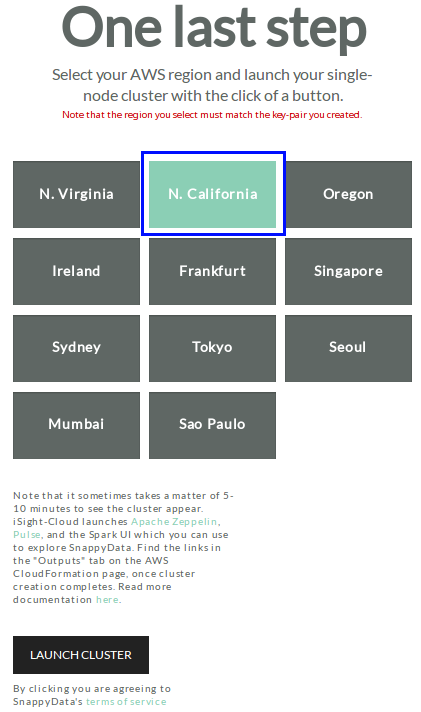 One last step
Select your AWS region and launch your single-
node cluster with the click of a button.
Note that the region you select must match the key-pair you created.
N. Virginia
N. California
Oregon
Ireland
Frankfurt
Singapore
Sydney
Tokyo
Seoul
Mumbai
Sao Paulo
Note that it sometimes takes a matter of 5-
10 minutes to see the cluster appear.
iSight-Cloud launches Apache Zeppelin,
Pulse, and the Spark UI which you can use
to explore SnappyData. Find the links in
the "Outputs" tab on the AWS
CloudFormation page, once cluster
creation completes. Read more
documentation here.
LAUNCH CLUSTER
By clicking you are agreeing to
SnappyData's terms of service